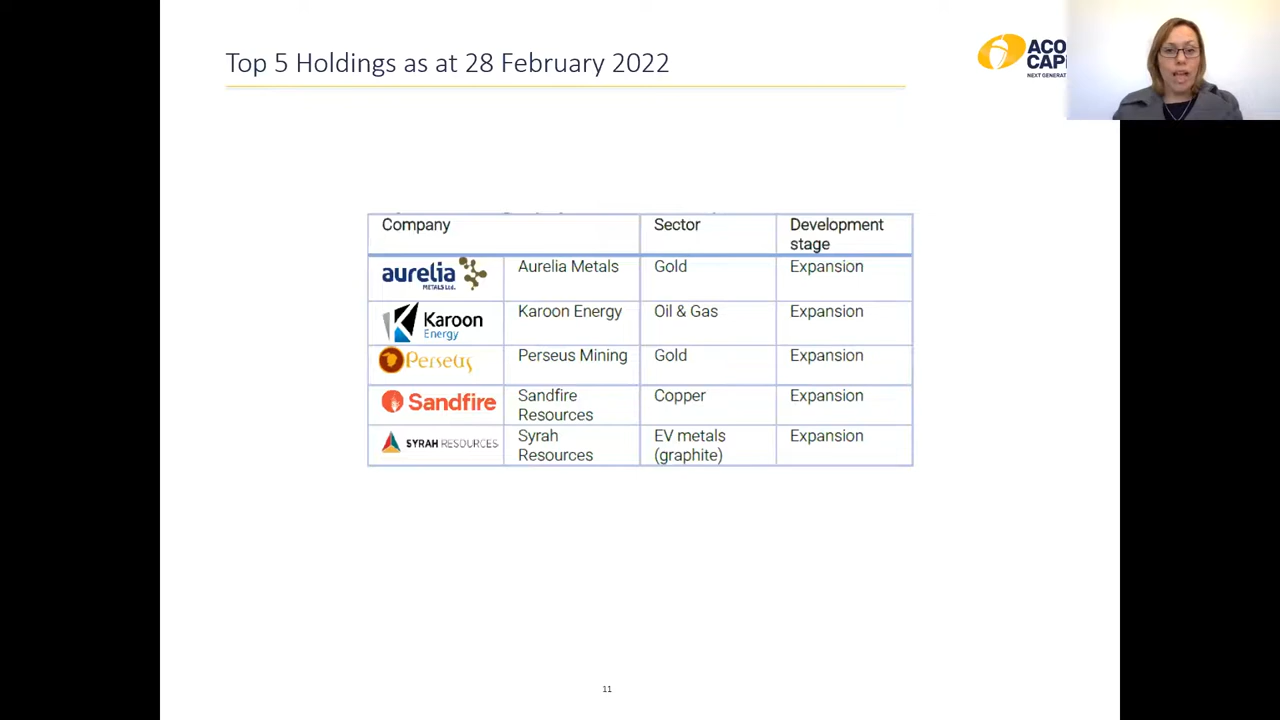 Top 5 Holdings as at 28 February 2022
ACO
CAP
NEXT GENERAT
Company Sector Development
stage
aurelia
METALS Ltd.
Aurelia Metals Gold Expansion
Karoon
Energy
Karoon Energy Oil & Gas Expansion
Perseus
Perseus Mining Gold Expansion
Sandfire
Sandfire
Resources
Copper Expansion
SYRAH RESOURCES
Syrah
Resources
EV metals
(graphite)
Expansion
11